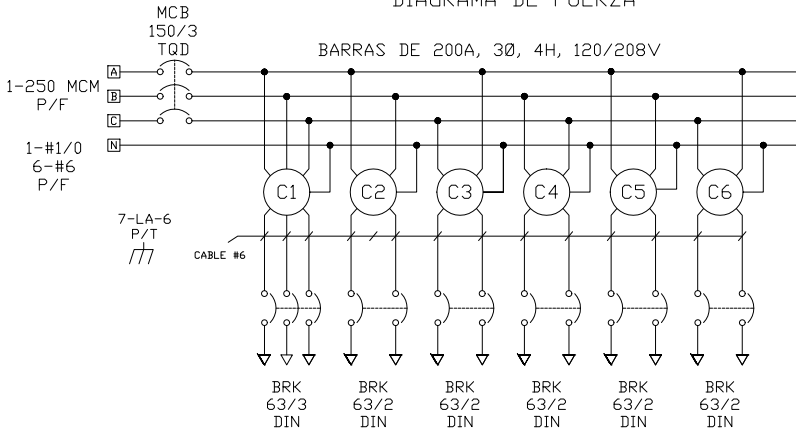 DIAGRAMA DE FUERZA
MCB
150/3
TQD
BARRAS DE 200A, 3Ø, 4H, 120/208V
1-250 MCM
P/F
A
B
C
N
1-#1/0
6-#6
P/F
C1
C2
C3
C4
C5
C6
7-LA-6
P/T
CABLE #6
BRK
63/3
DIN
BRK
63/2
DIN
BRK
63/2
DIN
BRK
63/2
DIN
BRK
63/2
DIN
BRK
63/2
DIN